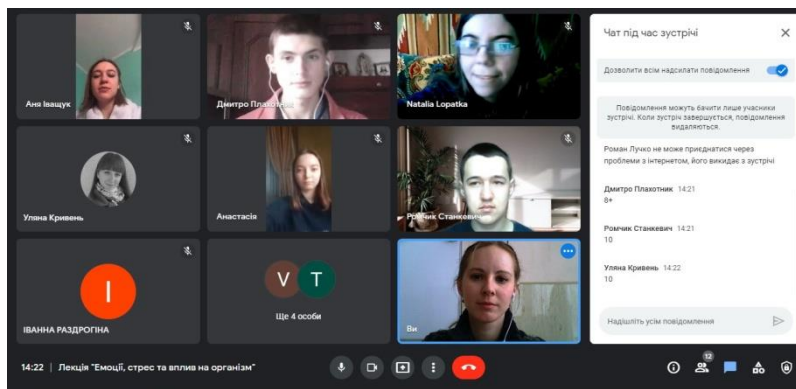 Аня Іващук
Дмитро Плахотник
Natalia Lopatka
Уляна Кривень
Анастасія
Ромчик Станкевич
І
ІВАННА РАЗДРОГІНА
V T
Ще 4 особи
Ви
14:22 | Лекція "Емоції, стрес та вплив на організм"
12
Чат під час зустрічі
Дозволити всім надсилати повідомлення
Повідомлення можуть бачити лише учасники
зустрічі. Коли зустріч завершується, повідомлення
видаляються.
Роман Лучко не може приєднатися через
проблеми з інтернетом, його викидає з зустрічі
Дмитро Плахотник 14:21
8+
Ромчик Станкевич 14:21
10
Уляна Кривень 14:22
10
Надішліть усім повідомлення